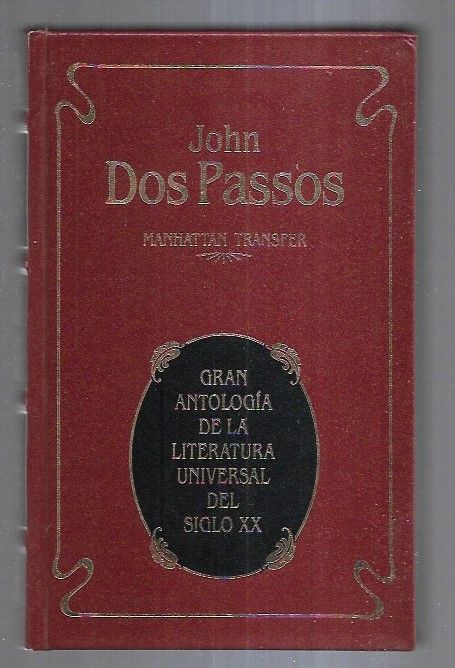 John
Dos Passos
MANHATTAN TRANSFER
GRAN
ANTOLOGÍA
DE LA
LITERATURA
UNIVERSAL
DEL
SIGLO XX